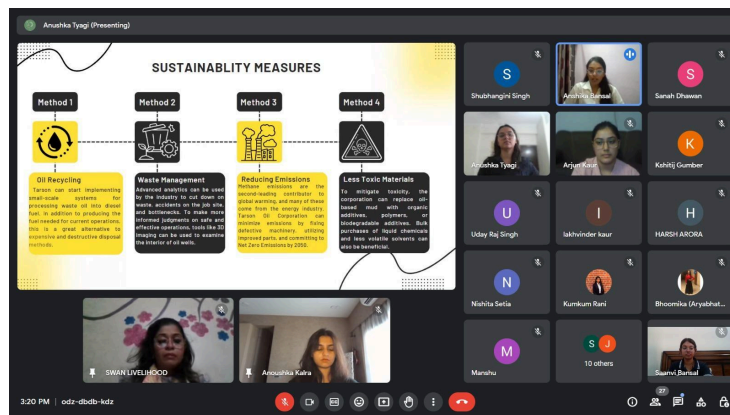 Anushka Tyagi (Presenting)
SUSTAINABLITY MEASURES
Method 1
Method 2
Method 3
Method 4
Oil Recycling
Tarson can start implementing
small-scale systems for
processing waste oil into diesel
fuel. In addition to producing the
fuel needed for current operations,
this is a great alternative to
expensive and destructive disposal
methods.
Waste Management
Advanced analytics can be used
by the industry to cut down on
waste, accidents on the job site,
and bottlenecks. To make more
informed judgments on safe and
effective operations, tools like 3D
imaging can be used to examine
the interior of oil wells.
Reducing Emissions
Methane emissions are the
second-leading contributor to
global warming, and many of these
come from the energy industry.
Tarson Oil Corporation can
minimize emissions by fixing
defective machinery, utilizing
improved parts, and committing to
Net Zero Emissions by 2050.
Less Toxic Materials
To mitigate toxicity, the
corporation can replace oil-
based mud with organic
additives, polymers, or
biodegradable additives. Bulk
purchases of liquid chemicals
and less volatile solvents can
also be beneficial.
S
Shubhangini Singh
Anshika Bansal
S
Sanah Dhawan
Anushka Tyagi
Arjun Kaur
K
Kshitij Gumber
U
Uday Raj Singh
l
lakhvinder kaur
H
HARSH ARORA
N
Nishita Setia
Kumkum Rani
Bhoomika (Aryabhat...
M
Manshu
S J
10 others
Saanvi Bansal
SWAN LIVELIHOOD
Anoushka Kalra
3:20 PM | odz-dbdb-kdz
27